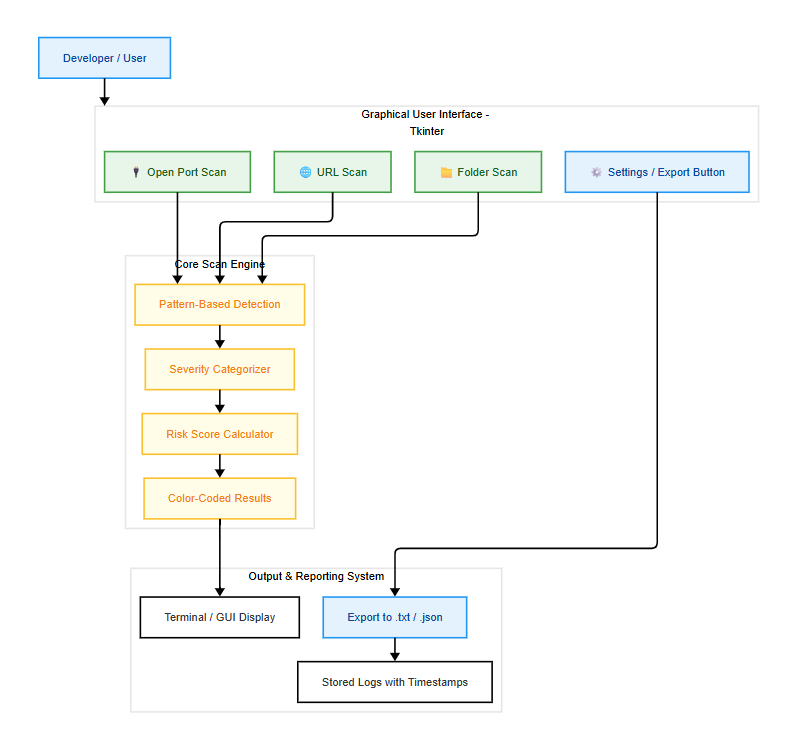 Developer / User
Graphical User Interface -
Tkinter
Open Port Scan
URL Scan
Folder Scan
Settings / Export Button
Core Scan Engine
Pattern-Based Detection
Severity Categorizer
Risk Score Calculator
Color-Coded Results
Output & Reporting System
Terminal / GUI Display
Export to .txt / .json
Stored Logs with Timestamps